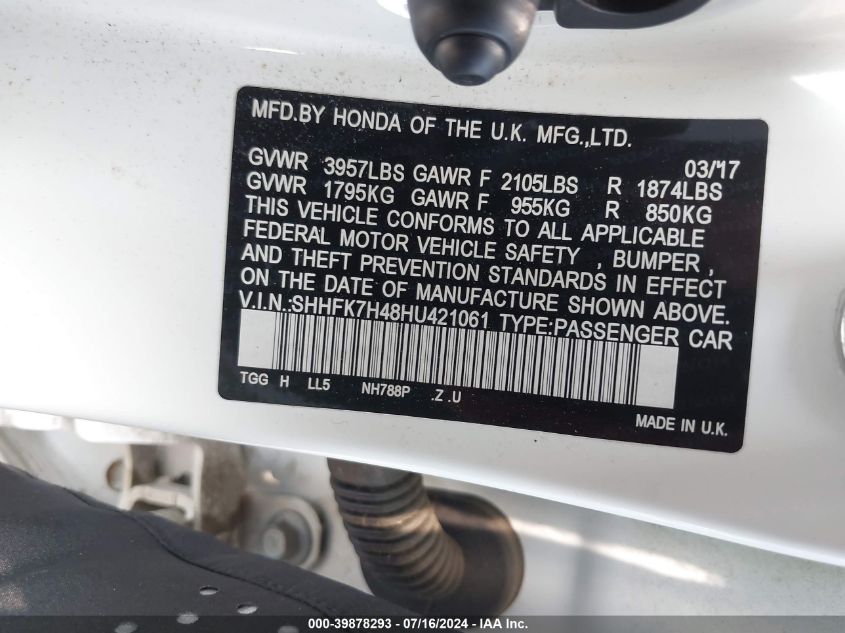 MFD.BY HONDA OF THE U.K. MFG.,LTD.
03/17
GVWR 3957LBS GAWR F 2105LBS R 1874LBS
GVWR 1795KG GAWR F 955KG R 850KG
THIS VEHICLE CONFORMS TO ALL APPLICABLE
FEDERAL MOTOR VEHICLE SAFETY , BUMPER ,
AND THEFT PREVENTION STANDARDS IN EFFECT
ON THE DATE OF MANUFACTURE SHOWN ABOVE.
V.I.N.:SHHFK7H48HU421061 TYPE:PASSENGER CAR
TGG H LL5 NH788P .Z .U
MADE IN U.K.
000-39878293 - 07/16/2024 - IAA Inc.